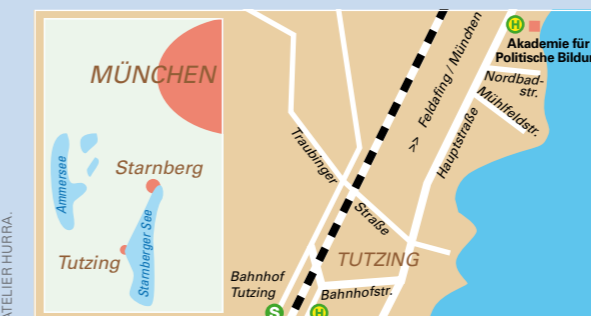 MÜNCHEN
Starnberg
Ammersee
Starnberger See
Tutzing
ATELIER HURRA.
H
Akademie für
Politische Bildun
Nordbad-
str.
Mühlfeldstr.
Feldafing / München
Hauptstraße
Traubinger
Straße
TUTZING
Bahnhof
Tutzing
Bahnhofstr.
S
H